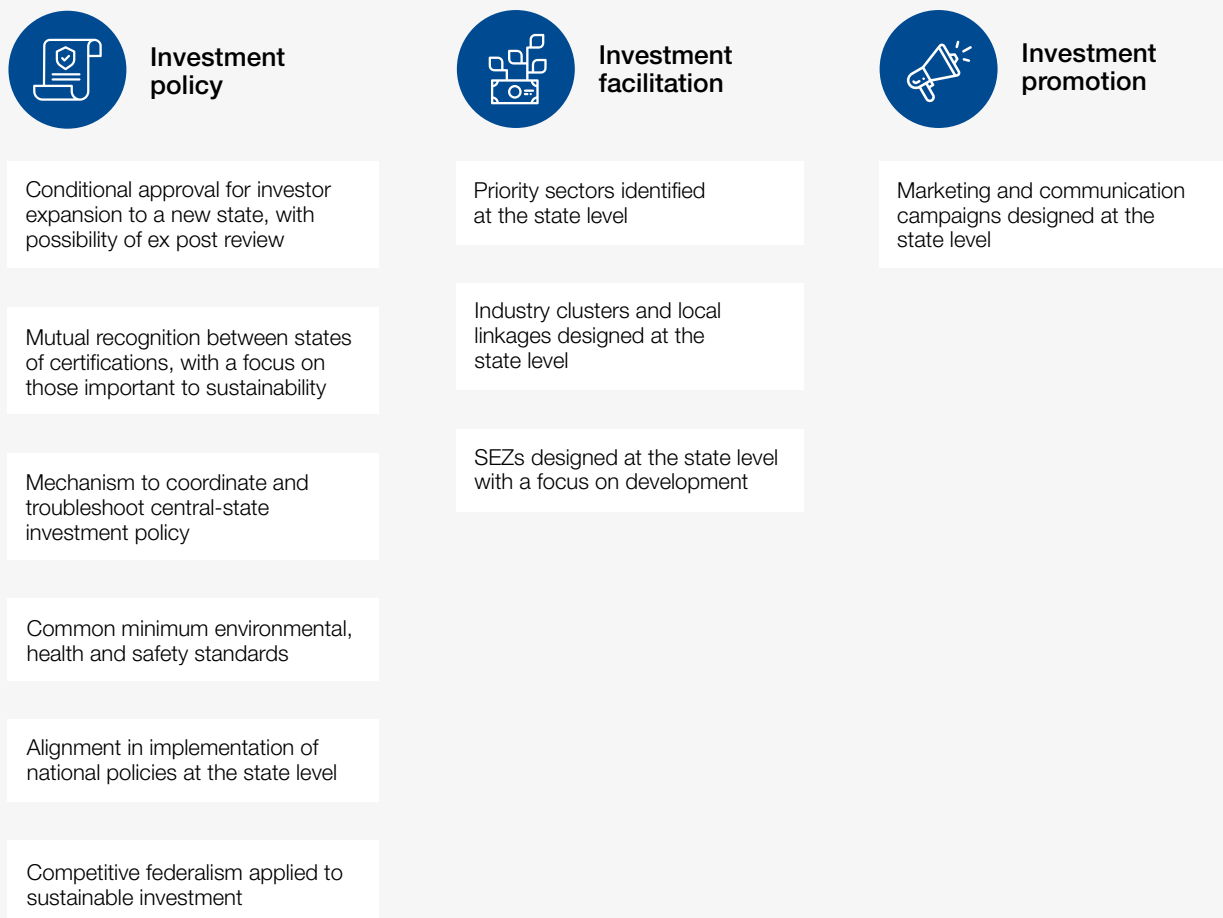 Investment
policy
Conditional approval for investor
expansion to a new state, with
possibility of ex post review
Mutual recognition between states
of certifications, with a focus on
those important to sustainability
Mechanism to coordinate and
troubleshoot central-state
investment policy
Common minimum environmental,
health and safety standards
Alignment in implementation of
national policies at the state level
Competitive federalism applied to
sustainable investment
Investment
facilitation
Priority sectors identified
at the state level
Industry clusters and local
linkages designed at the
state level
SEZs designed at the state level
with a focus on development
Investment
promotion
Marketing and communication
campaigns designed at the
state level